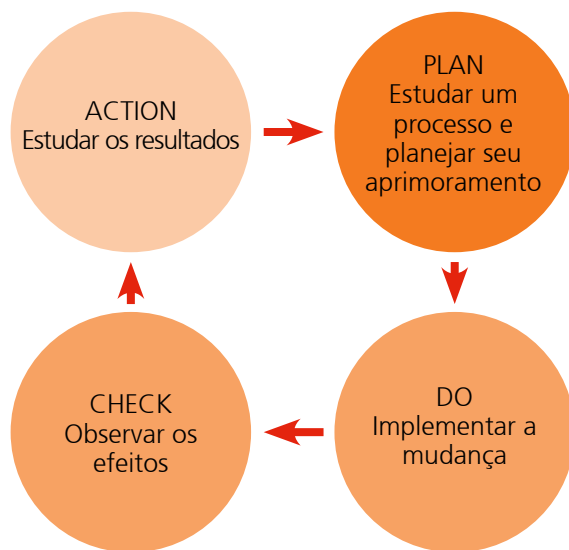 ACTION
Estudar os resultados
PLAN
Estudar um
processo e
planejar seu
aprimoramento
CHECK
Observar os
efeitos
DO
Implementar a
mudança